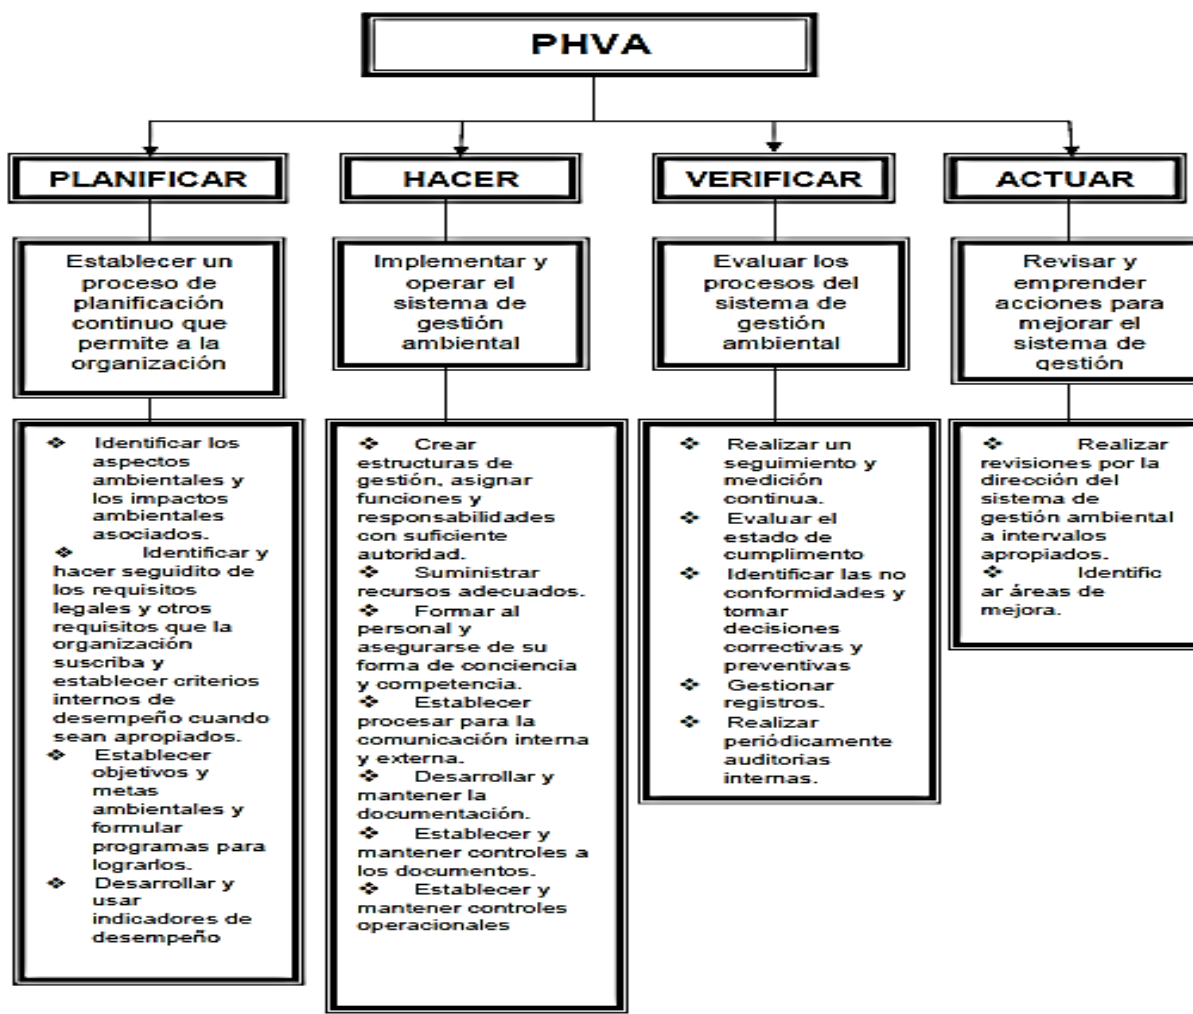 PHVA
PLANIFICAR
HACER
VERIFICAR
ACTUAR
Establecer un
proceso de
planificación
continuo que
permite a la
organización
Implementar y
operar el
sistema de
gestión
ambiental
Evaluar los
procesos del
sistema de
gestión
ambiental
Revisar y
emprender
acciones para
mejorar el
sistema de
gestión
❖ Identificar los
aspectos
ambientales y
los impactos
ambientales
asociados.
❖ Identificar y
hacer seguidito de
los requisitos
legales y otros
requisitos que la
organización
suscriba y
establecer criterios
internos de
desempeño cuando
sean apropiados.
❖ Establecer
objetivos y
metas
ambientales y
formular
programas para
lograrlos.
❖ Desarrollar y
usar
indicadores de
desempeño
❖ Crear
estructuras de
gestión, asignar
funciones y
responsabilidades
con suficiente
autoridad.
❖ Suministrar
recursos adecuados.
❖ Formar al
personal y
asegurarse de su
forma de conciencia
y competencia.
❖ Establecer
procesar para la
comunicación interna
y externa.
❖ Desarrollar y
mantener la
documentación.
❖ Establecer y
mantener controles a
los documentos.
❖ Establecer y
mantener controles
operacionales
❖ Realizar un
seguimiento y
medición
continua.
❖ Evaluar el
estado de
cumplimento
❖ Identificar las no
conformidades y
tomar
decisiones
correctivas y
preventivas
❖ Gestionar
registros.
❖ Realizar
periódicamente
auditorias
internas.
❖ Realizar
revisiones por la
dirección del
sistema de
gestión ambiental
a intervalos
apropiados.
❖ Identific
ar áreas de
mejora.